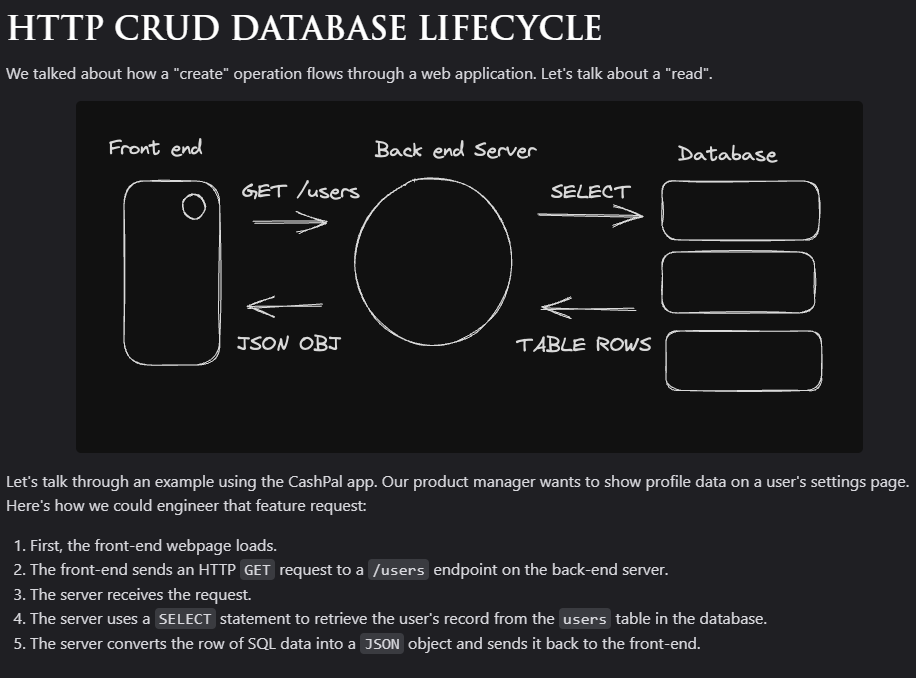 HTTP CRUD DATABASE LIFECYCLE
We talked about how a "create" operation flows through a web application. Let's talk about a "read".
Front end
Back end Server
Database
GET /users
SELECT
JSON OBJ
TABLE ROWS
Let's talk through an example using the CashPal app. Our product manager wants to show profile data on a user's settings page.
Here's how we could engineer that feature request:
1. First, the front-end webpage loads.
2. The front-end sends an HTTP GET request to a /users endpoint on the back-end server.
3. The server receives the request.
4. The server uses a SELECT statement to retrieve the user's record from the users table in the database.
5. The server converts the row of SQL data into a JSON object and sends it back to the front-end.